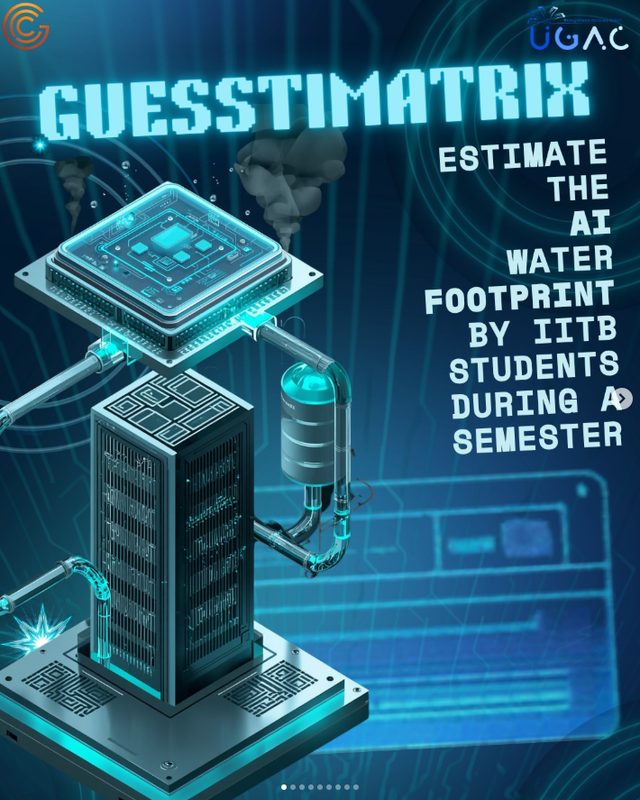 UGAC
GUESSTIMATRIX
ESTIMATE
THE
AI
WATER
FOOTPRINT
BY IITB
STUDENTS
DURING A
SEMESTER